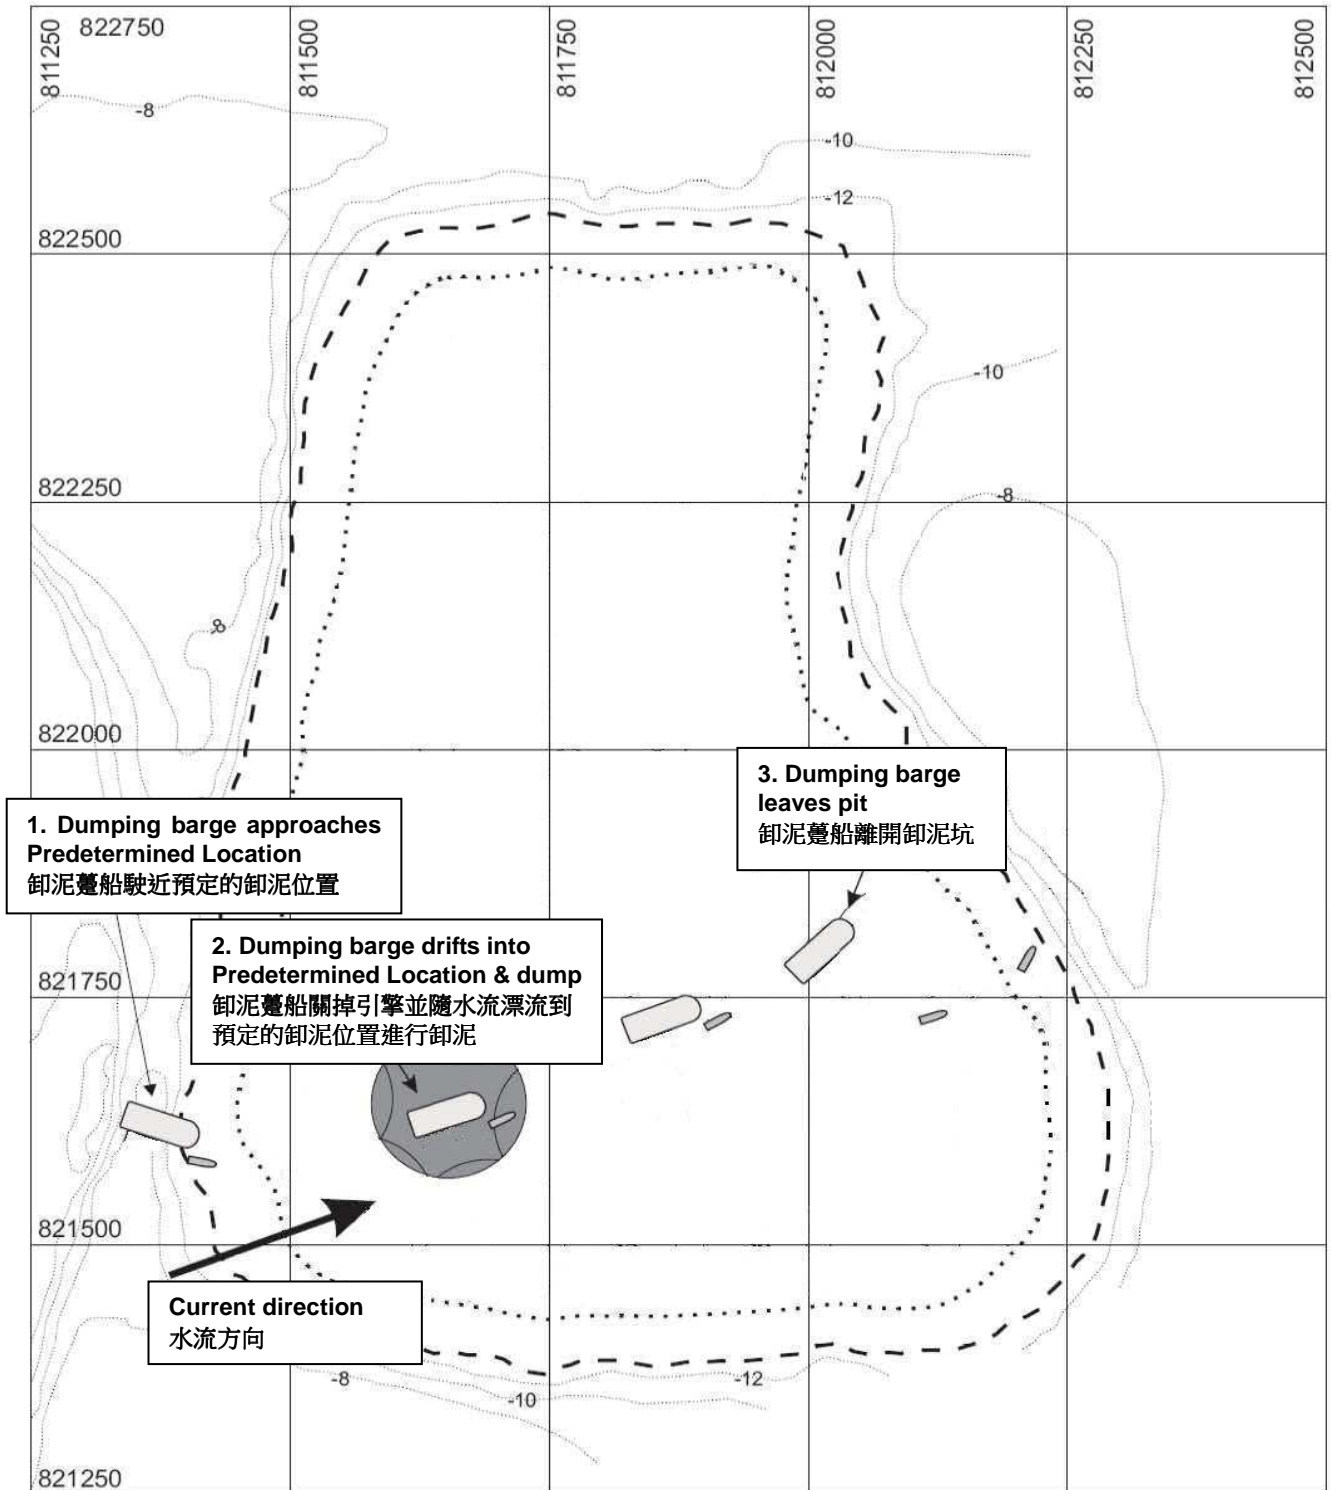 811250
822750
811500
811750
812000
812250
812500
-8
-10
-12
822500
-10
822250
-8
-8
822000
3. Dumping barge
leaves pit
卸泥躉船離開卸泥坑
1. Dumping barge approaches
Predetermined Location
卸泥躉船駛近預定的卸泥位置
2. Dumping barge drifts into
Predetermined Location & dump
卸泥躉船關掉引擎並隨水流漂流到
預定的卸泥位置進行卸泥
821750
821500
Current direction
水流方向
-8
-12
-10
821250